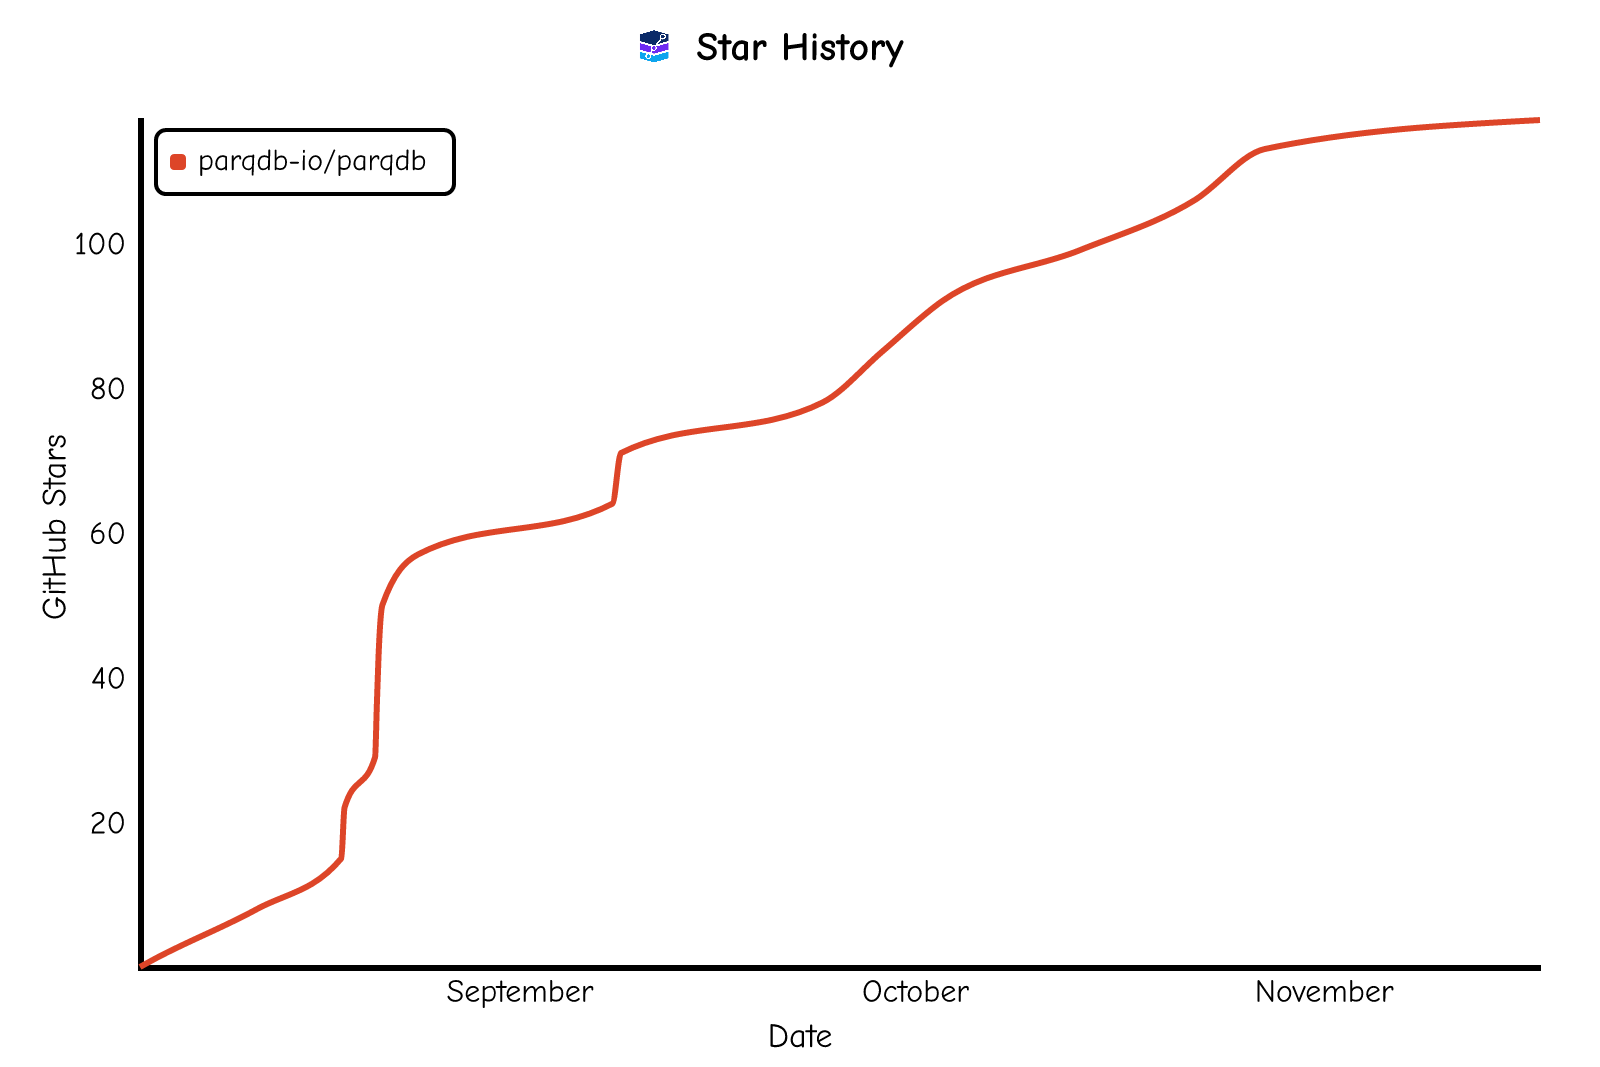 Star History
parqdb-io/parqdb
100
80
60
40
20
GitHub Stars
September
October
November
Date